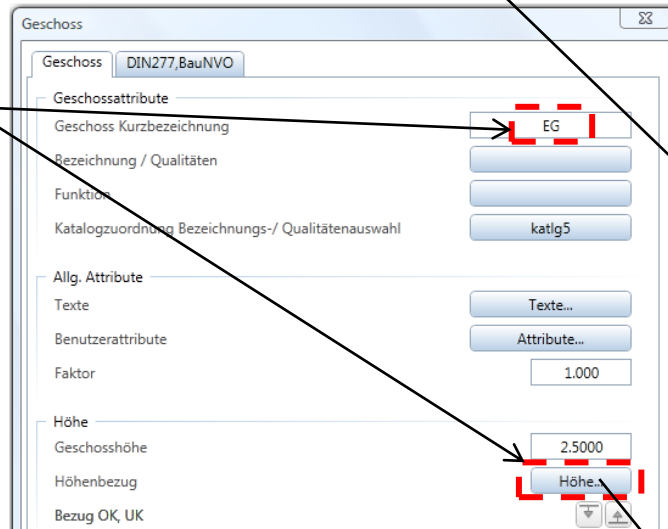 Geschoss
Geschoss DIN277,BauNVO
Geschossattribute
Geschoss Kurzbezeichnung EG
Bezeichnung / Qualitäten
Funktion
Katalogzuordnung Bezeichnungs-/ Qualitätenauswahl katlg5
Allg. Attribute
Texte Texte...
Benutzerattribute Attribute...
Faktor 1.000
Höhe
Geschosshöhe 2.5000
Höhenbezug Höhe...
Bezug OK, UK